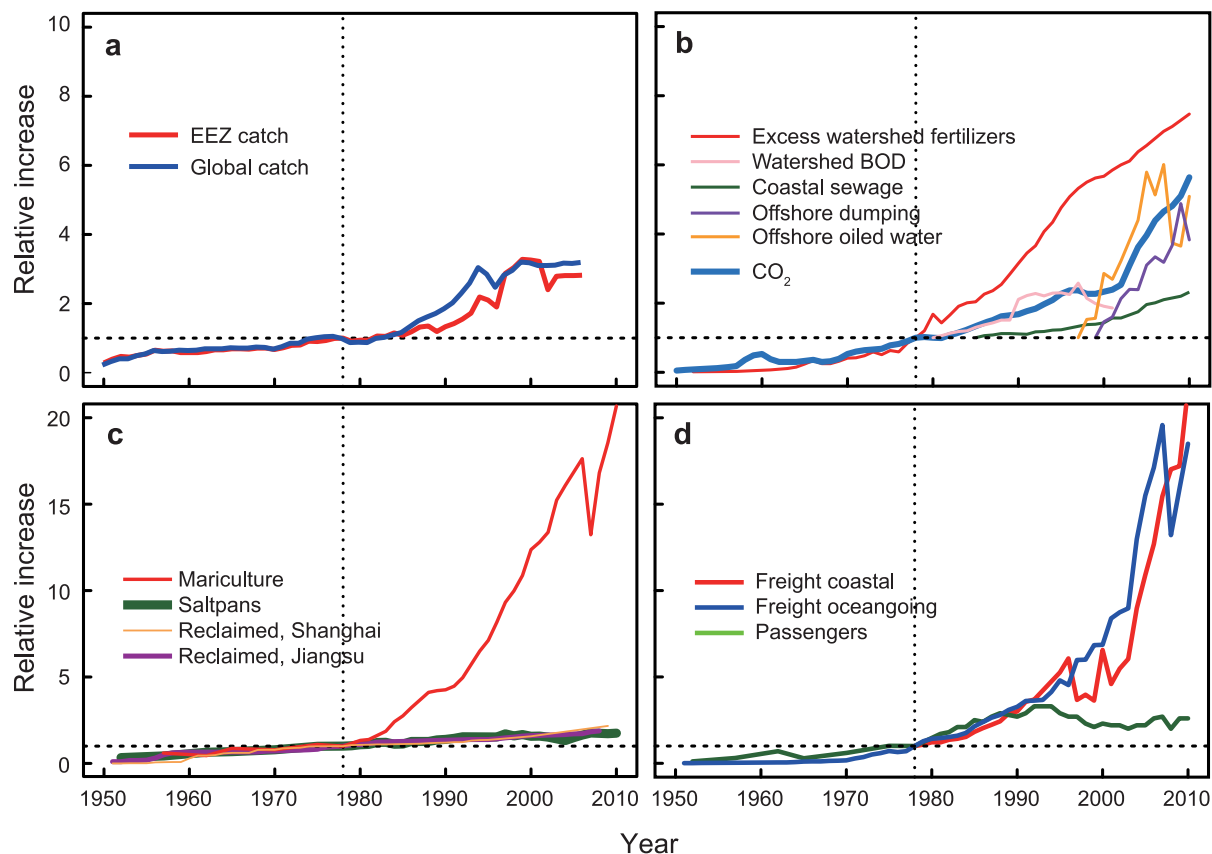 a
10
8
6
4
2
0
Relative increase
EEZ catch
Global catch
b
Excess watershed fertilizers
Watershed BOD
Coastal sewage
Offshore dumping
Offshore oiled water
CO₂
c
20
15
10
5
0
Relative increase
Mariculture
Saltpans
Reclaimed, Shanghai
Reclaimed, Jiangsu
1950 1960 1970 1980 1990 2000 2010
d
Freight coastal
Freight oceangoing
Passengers
1950 1960 1970 1980 1990 2000 2010
Year